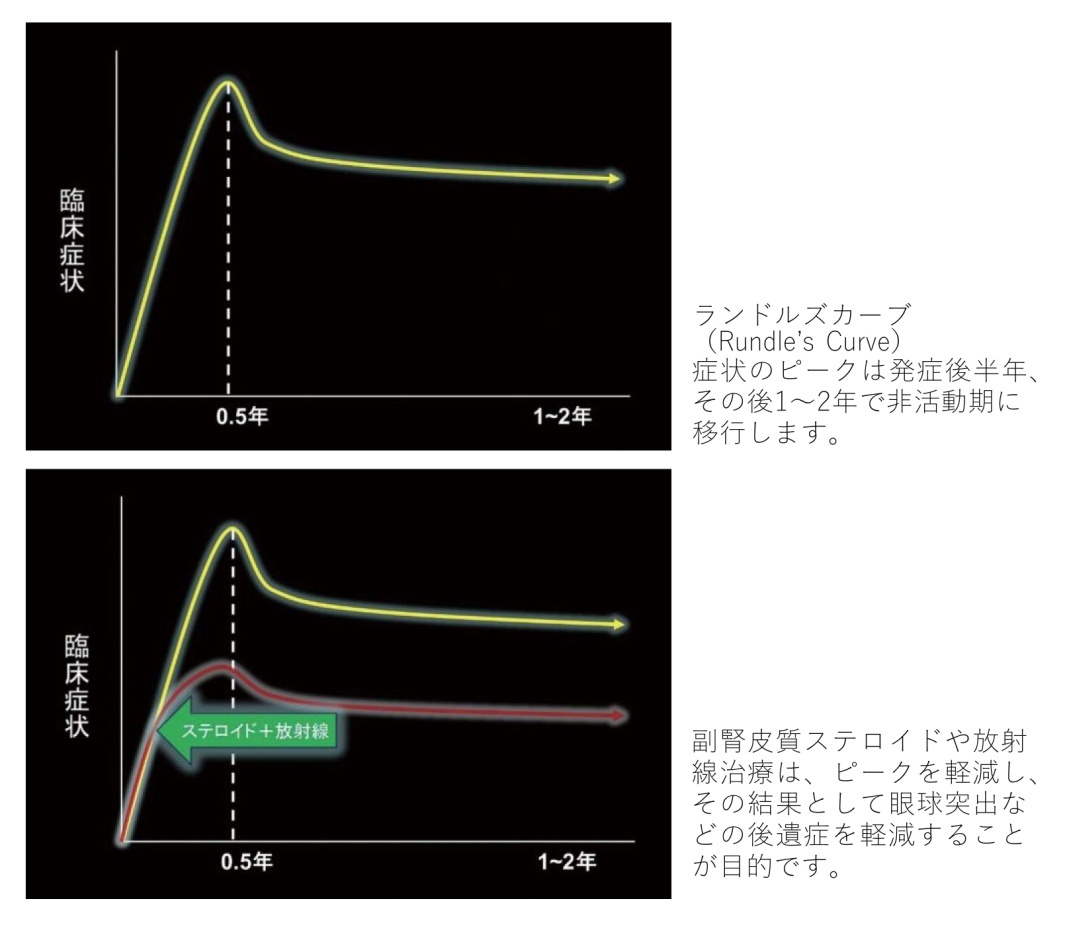 臨床症状
0.5年
1~2年
ランドルズカーブ
（Rundle’s Curve）
症状のピークは発症後半年、
その後1～2年で非活動期に
移行します。
臨床症状
ステロイド＋放射線
0.5年
1~2年
副腎皮質ステロイドや放射
線治療は、ピークを軽減し、
その結果として眼球突出な
どの後遺症を軽減すること
が目的です。